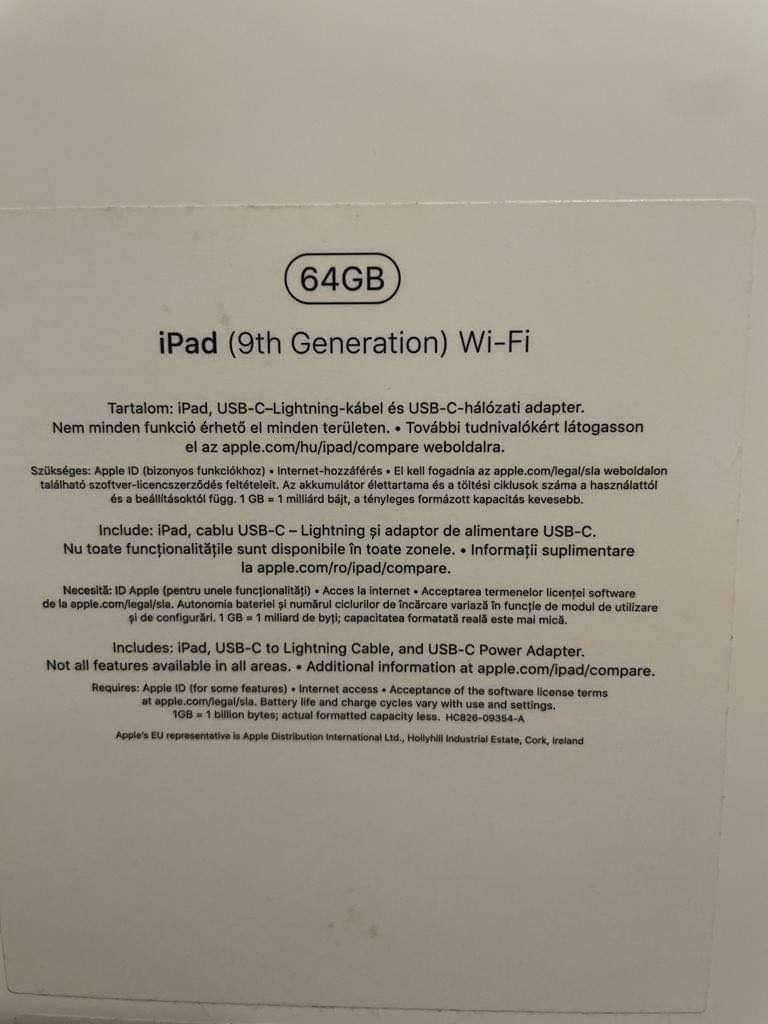 64GB
iPad (9th Generation) Wi-Fi
Tartalom: iPad, USB-C–Lightning-kábel és USB-C-hálózati adapter.
Nem minden funkció érhető el minden területen. • További tudnivalókért látogasson
el az apple.com/hu/ipad/compare weboldalra.
Szükséges: Apple ID (bizonyos funkciókhoz) • Internet-hozzáférés • El kell fogadnia az apple.com/legal/sla weboldalon
található szoftver-licencszerződés feltételeit. Az akkumulátor élettartama és a töltési ciklusok száma a használattól
és a beállításoktól függ. 1 GB = 1 milliárd bájt, a tényleges formázott kapacitás kevesebb.
Include: iPad, cablu USB-C – Lightning și adaptor de alimentare USB-C.
Nu toate funcționalitățile sunt disponibile în toate zonele. • Informații suplimentare
la apple.com/ro/ipad/compare.
Necesită: ID Apple (pentru unele funcționalități) • Acces la internet • Acceptarea termenelor licenței software
de la apple.com/legal/sla. Autonomia bateriei și numărul ciclurilor de încărcare variază în funcție de modul de utilizare
și de configurări. 1 GB = 1 miliard de byți; capacitatea formatată reală este mai mică.
Includes: iPad, USB-C to Lightning Cable, and USB-C Power Adapter.
Not all features available in all areas. • Additional information at apple.com/ipad/compare.
Requires: Apple ID (for some features) • Internet access • Acceptance of the software license terms
at apple.com/legal/sla. Battery life and charge cycles vary with use and settings.
1GB = 1 billion bytes; actual formatted capacity less. HC826-09354-A
Apple's EU representative is Apple Distribution International Ltd., Hollyhill Industrial Estate, Cork, Ireland